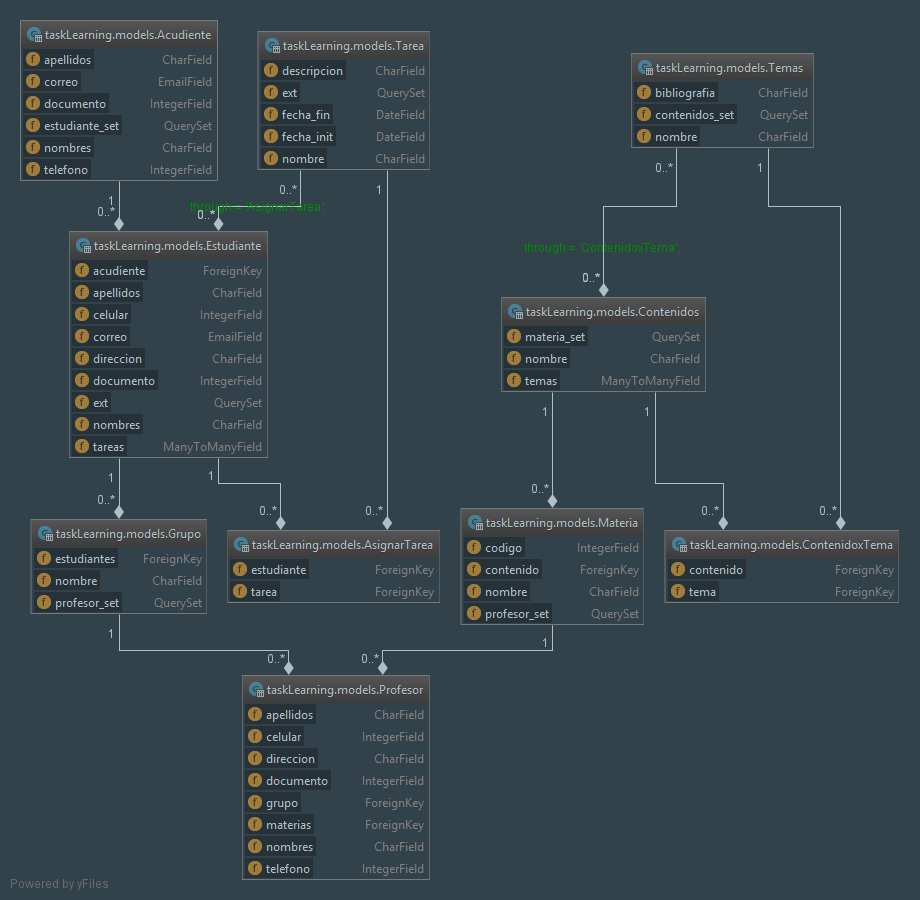 taskLearning.models.Acudiente
apellidos CharField
correo EmailField
documento IntegerField
estudiante_set QuerySet
nombres CharField
telefono IntegerField
taskLearning.models.Tarea
descripcion CharField
ext QuerySet
fecha_fin DateField
fecha_init DateField
nombre CharField
taskLearning.models.Temas
bibliografia CharField
contenidos_set QuerySet
nombre CharField
1
0..*
0..*
through = 'AsignarTarea';
0..*
1
0..*
1
through = 'ContenidoxTema';
0..*
taskLearning.models.Estudiante
acudiente ForeignKey
apellidos CharField
celular IntegerField
correo EmailField
direccion CharField
documento IntegerField
ext QuerySet
nombres CharField
tareas ManyToManyField
taskLearning.models.Contenidos
materia_set QuerySet
nombre CharField
temas ManyToManyField
1
0..*
1
0..*
0..*
1
0..*
1
0..*
0..*
taskLearning.models.Grupo
estudiantes ForeignKey
nombre CharField
profesor_set QuerySet
taskLearning.models.AsignarTarea
estudiante ForeignKey
tarea ForeignKey
taskLearning.models.Materia
codigo IntegerField
contenido ForeignKey
nombre CharField
profesor_set QuerySet
taskLearning.models.ContenidoxTema
contenido ForeignKey
tema ForeignKey
1
0..*
1
0..*
taskLearning.models.Profesor
apellidos CharField
celular IntegerField
direccion CharField
documento IntegerField
grupo ForeignKey
materias ForeignKey
nombres CharField
telefono IntegerField
Powered by yFiles